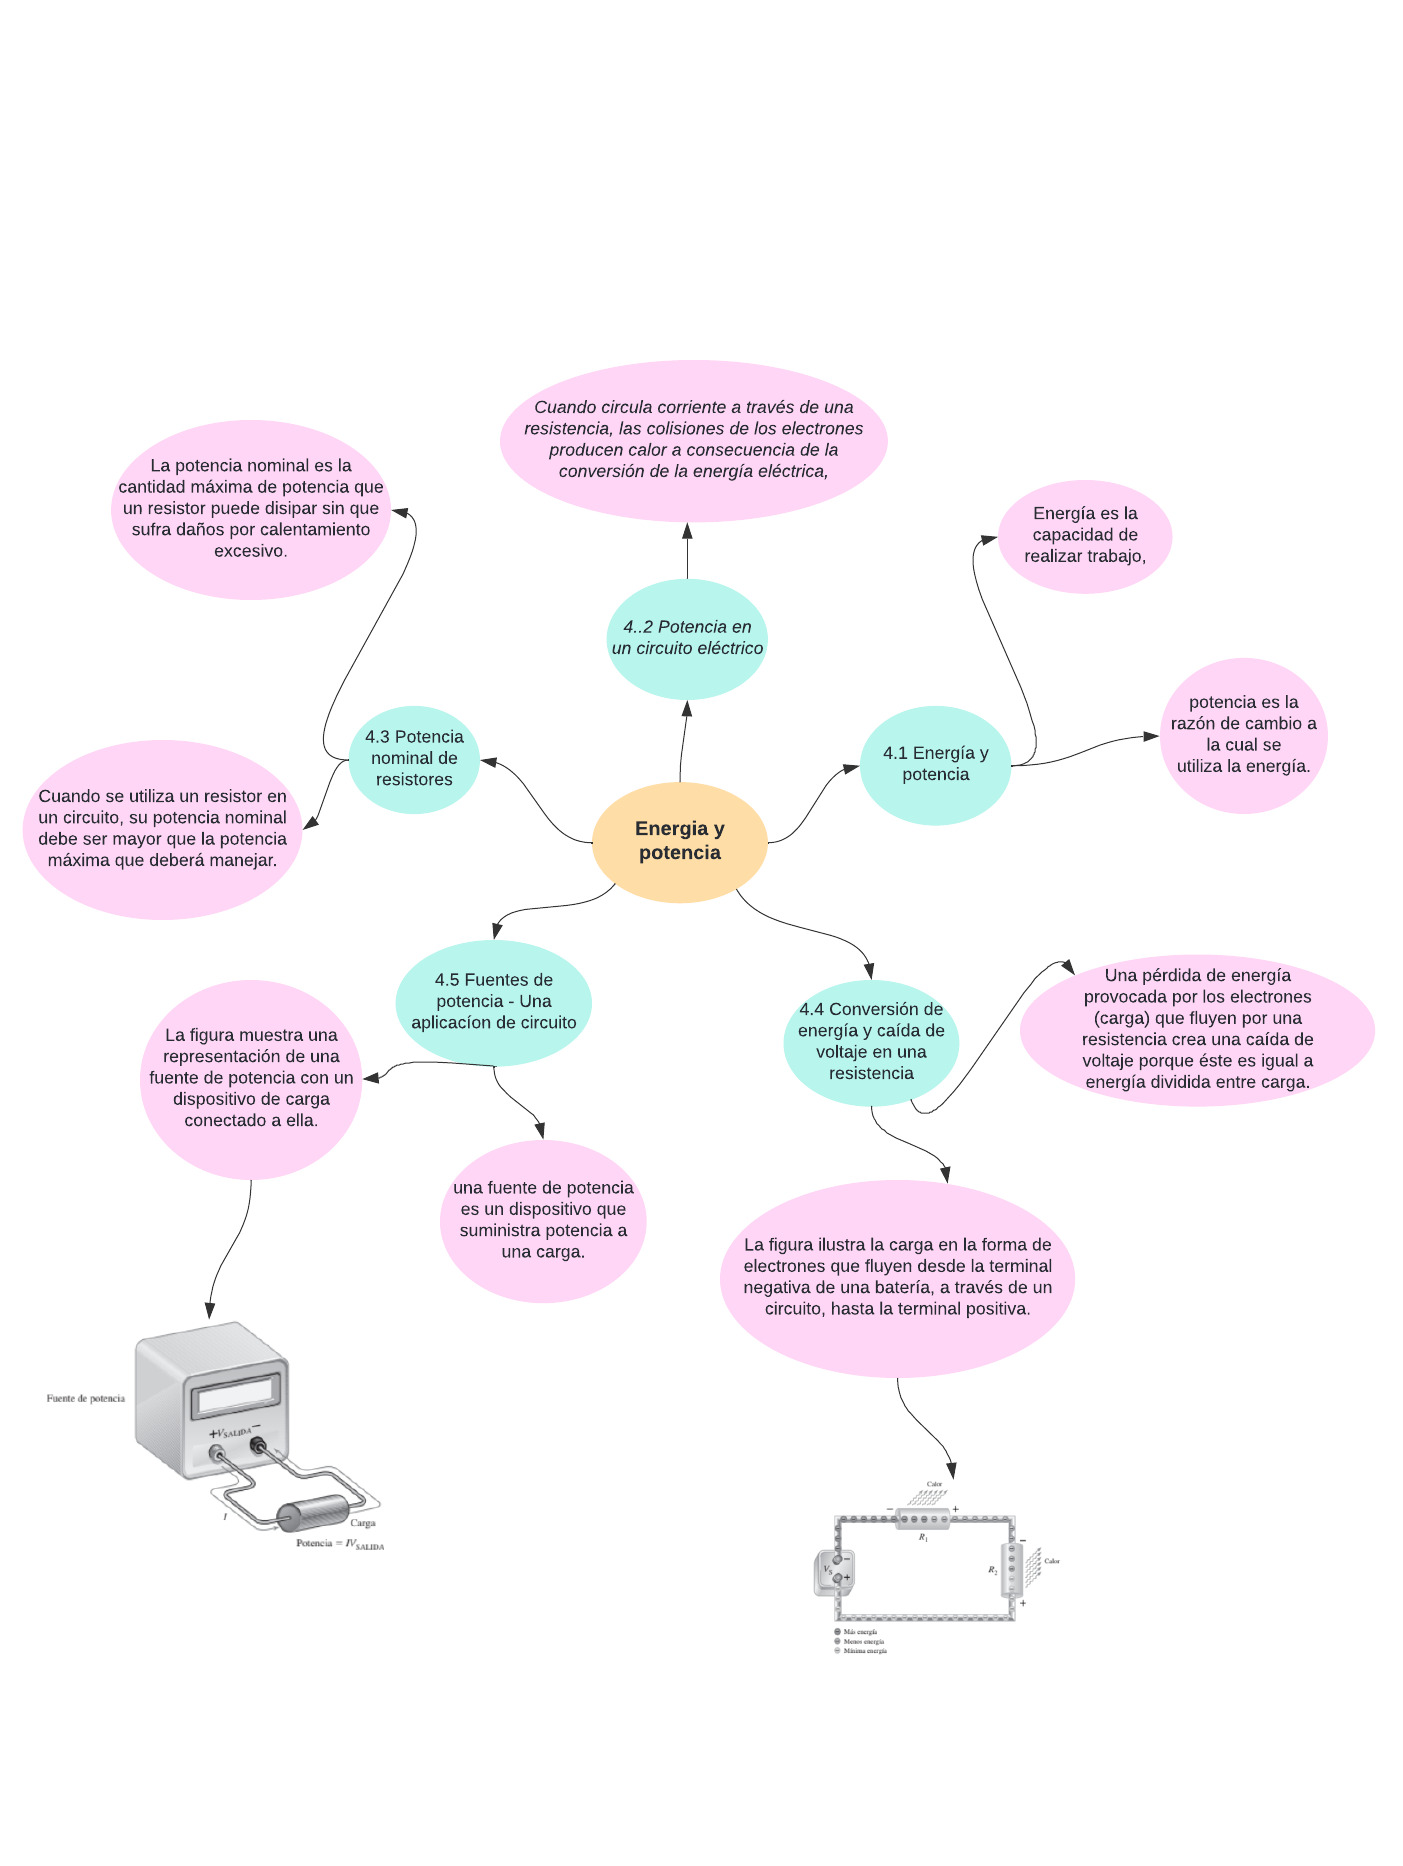 Cuando circula corriente a través de una
resistencia, las colisiones de los electrones
producen calor a consecuencia de la
conversión de la energía eléctrica,
La potencia nominal es la
cantidad máxima de potencia que
un resistor puede disipar sin que
sufra daños por calentamiento
excesivo.
Energía es la
capacidad de
realizar trabajo,
4..2 Potencia en
un circuito eléctrico
potencia es la
razón de cambio a
la cual se
utiliza la energía.
4.3 Potencia
nominal de
resistores
4.1 Energía y
potencia
Cuando se utiliza un resistor en
un circuito, su potencia nominal
debe ser mayor que la potencia
máxima que deberá manejar.
Energia y
potencia
4.5 Fuentes de
potencia - Una
aplicacíon de circuito
4.4 Conversión de
energía y caída de
voltaje en una
resistencia
Una pérdida de energía
provocada por los electrones
(carga) que fluyen por una
resistencia crea una caída de
voltaje porque éste es igual a
energía dividida entre carga.
La figura muestra una
representación de una
fuente de potencia con un
dispositivo de carga
conectado a ella.
una fuente de potencia
es un dispositivo que
suministra potencia a
una carga.
La figura ilustra la carga en la forma de
electrones que fluyen desde la terminal
negativa de una batería, a través de un
circuito, hasta la terminal positiva.
Fuente de potencia
+VSALIDA−
I
Carga
Potencia = IVSALIDA
Calor
− +
R1
−
R2
Calor
+
VS
−
+
Más energía
Menos energía
Mínima energía